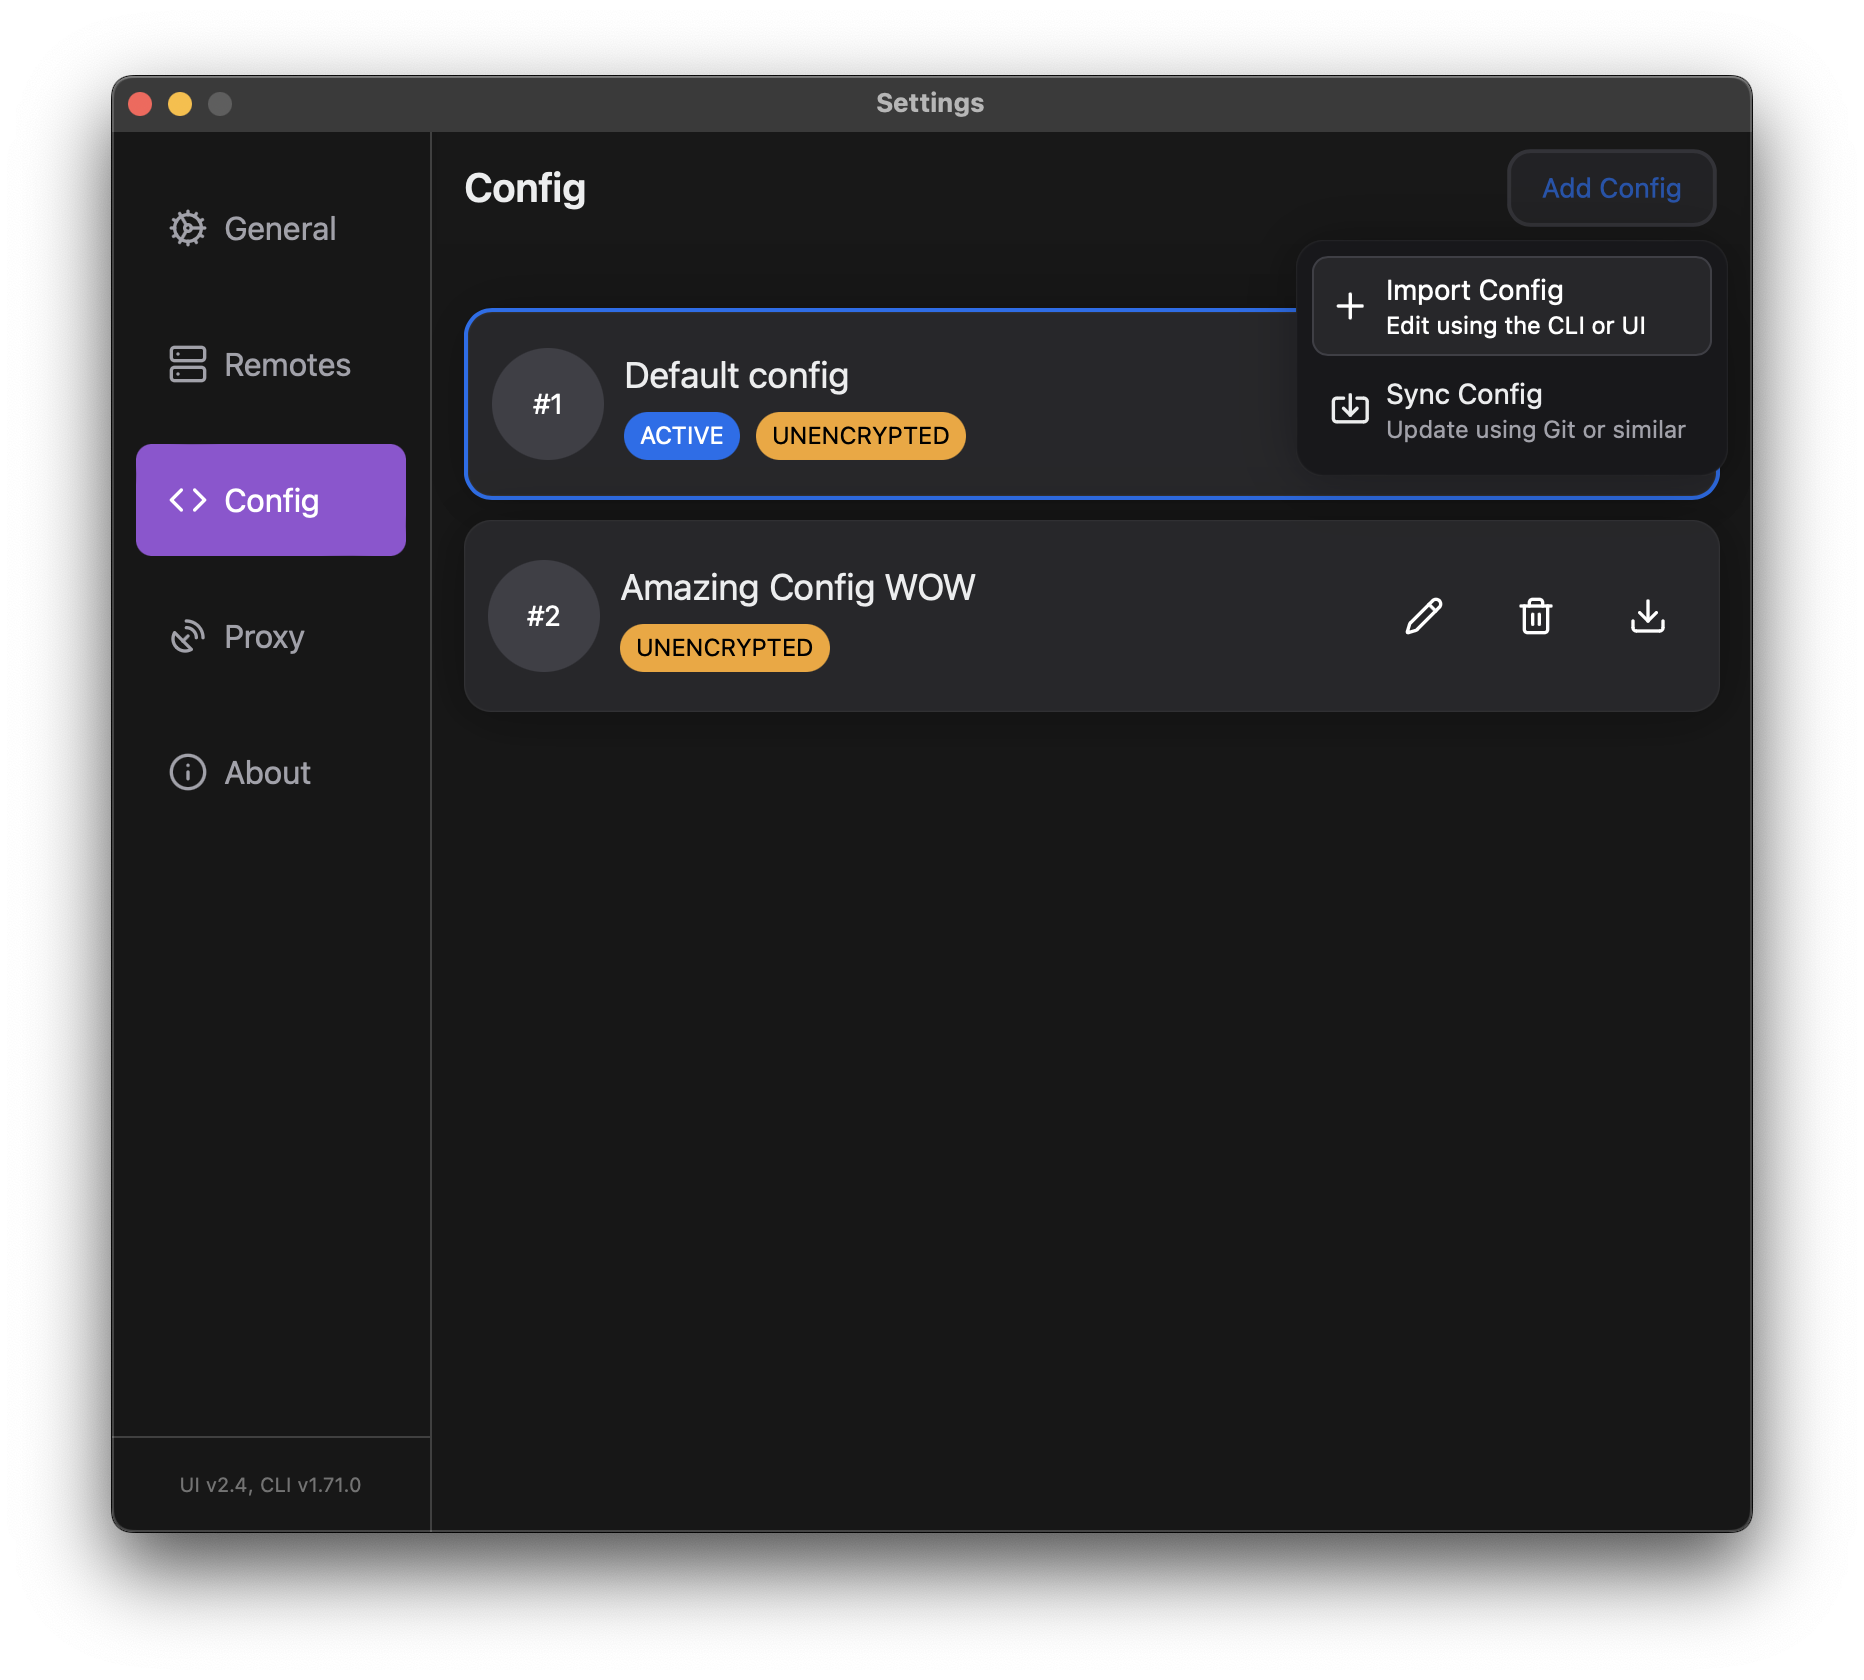 Settings
General
Remotes
Config
Proxy
About
UI v2.4, CLI v1.71.0
Config
Add Config
Import Config
Edit using the CLI or UI
Sync Config
Update using Git or similar
#1
Default config
ACTIVE UNENCRYPTED
#2
Amazing Config WOW
UNENCRYPTED